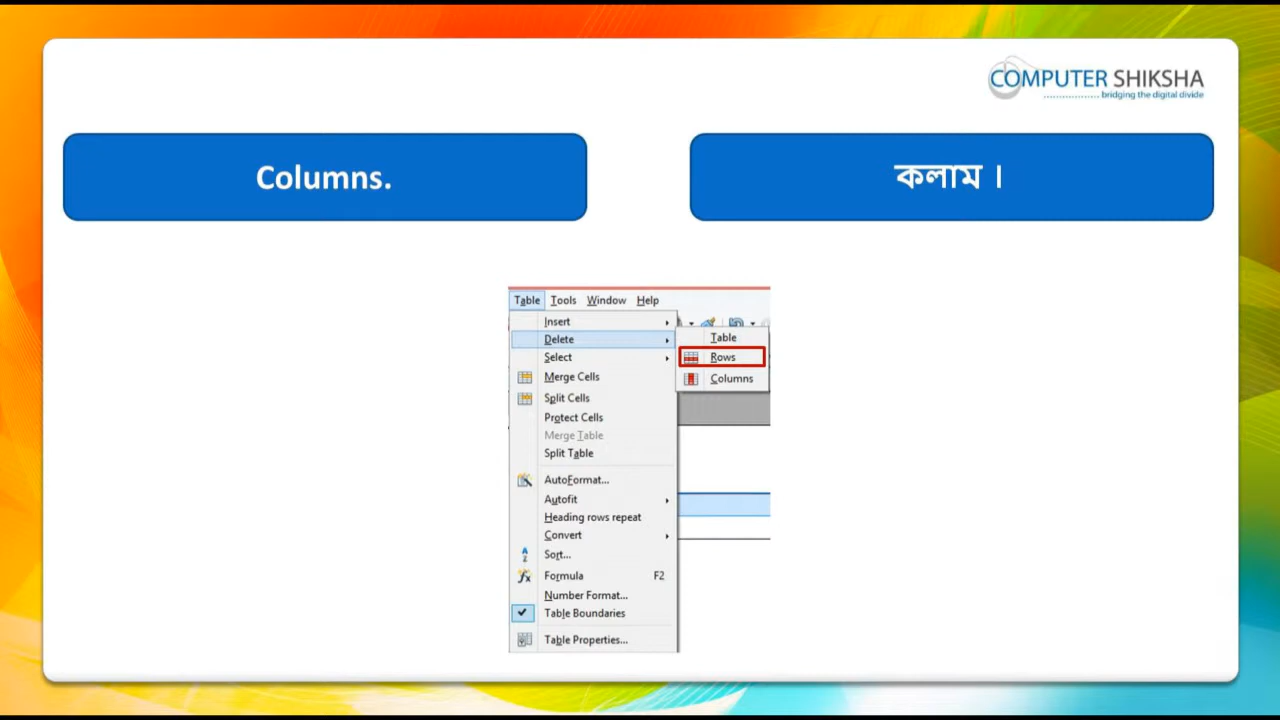 COMPUTER SHIKSHA
bridging the digital divide
Columns.
কলাম ।
Table Tools Window Help
Insert
Delete
Select
Merge Cells
Split Cells
Protect Cells
Merge Table
Split Table
AutoFormat...
Autofit
Heading rows repeat
Convert
Sort...
Formula F2
Number Format...
Table Boundaries
Table Properties...
Table
Rows
Columns